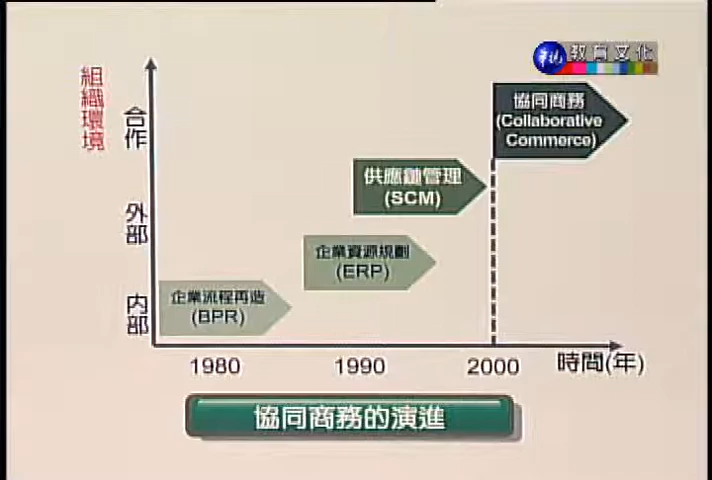 華視
教育文化
組織環境
合作
外部
內部
協同商務
(Collaborative
Commerce)
供應鏈管理
(SCM)
企業資源規劃
(ERP)
企業流程再造
(BPR)
1980
1990
2000
時間(年)
協同商務的演進